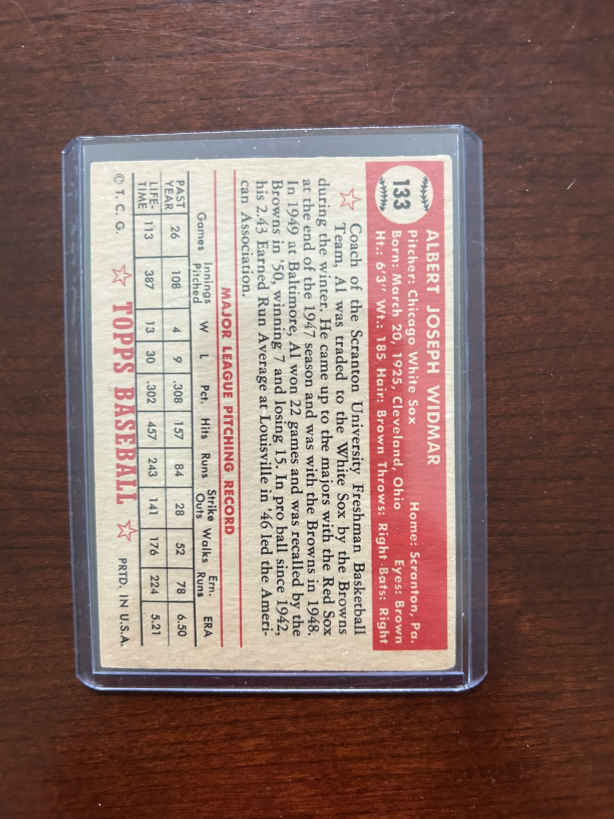 133
ALBERT JOSEPH WIDMAR
Pitcher: Chicago White Sox Home: Scranton, Pa.
Born: March 20, 1925, Cleveland, Ohio Eyes: Brown
Ht.: 6'3" Wt.: 185 Hair: Brown Throws: Right Bats: Right
Coach of the Scranton University Freshman Basketball
Team, Al was traded to the White Sox by the Browns
during the winter. He came up to the majors with the Red Sox
at the end of the 1947 season and was with the Browns in 1948.
In 1949 at Baltimore, Al won 22 games and was recalled by the
Browns in '50, winning 7 and losing 15. In pro ball since 1942,
his 2.43 Earned Run Average at Louisville in '46 led the Ameri-
can Association.
MAJOR LEAGUE PITCHING RECORD
Games Innings Pitched W L Pct. Hits Runs Strike Outs Walks Ern. Runs ERA
PAST YEAR 26 108 4 9 .308 157 84 28 52 78 6.50
LIFE-TIME 113 387 13 30 .302 457 243 141 176 224 5.21
© T. C. G. TOPPS BASEBALL PRTD. IN U.S.A.